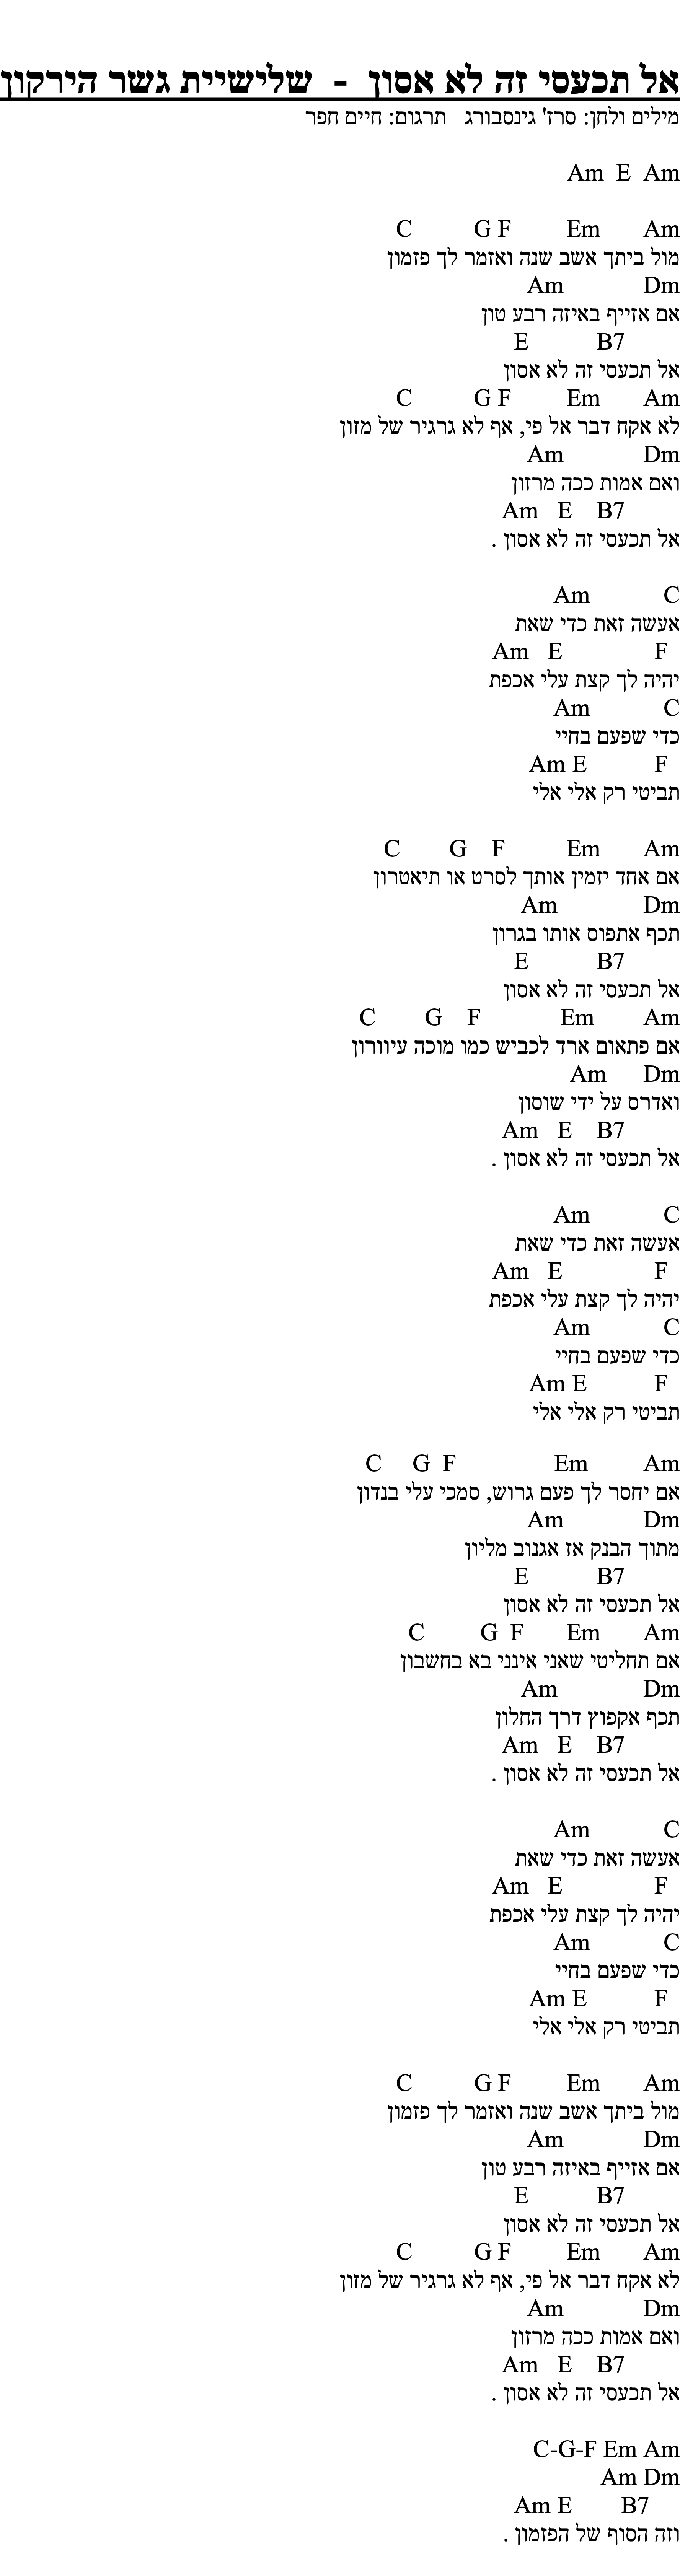 אל תכעסי זה לא אסון - שלישיית גשר הירקון
מילים ולחן: סרז' גינסבורג תרגום: חיים חפר
Am E Am
C G F Em Am
מול ביתך אשב שנה ואזמר לך פזמון
Am Dm
אם אזייף באיזה רבע טון
E B7
אל תכעסי זה לא אסון
C G F Em Am
לא אקח דבר אל פי, אף לא גרגיר של מזון
Am Dm
ואם אמות ככה מרזון
Am E B7
אל תכעסי זה לא אסון .
Am C
אעשה זאת כדי שאת
Am E F
יהיה לך קצת עלי אכפת
Am C
כדי שפעם בחיי
Am E F
תביטי רק אלי אלי
C G F Em Am
אם אחד יזמין אותך לסרט או תיאטרון
Am Dm
תכף אתפוס אותו בגרון
E B7
אל תכעסי זה לא אסון
C G F Em Am
אם פתאום ארד לכביש כמו מוכה עיוורון
Am Dm
ואדרס על ידי שוסון
Am E B7
אל תכעסי זה לא אסון .
Am C
אעשה זאת כדי שאת
Am E F
יהיה לך קצת עלי אכפת
Am C
כדי שפעם בחיי
Am E F
תביטי רק אלי אלי
C G F Em Am
אם יחסר לך פעם גרוש, סמכי עלי בנדון
Am Dm
מתוך הבנק אז אגנוב מליון
E B7
אל תכעסי זה לא אסון
C G F Em Am
אם תחליטי שאני אינני בא בחשבון
Am Dm
תכף אקפוץ דרך החלון
Am E B7
אל תכעסי זה לא אסון .
Am C
אעשה זאת כדי שאת
Am E F
יהיה לך קצת עלי אכפת
Am C
כדי שפעם בחיי
Am E F
תביטי רק אלי אלי
C G F Em Am
מול ביתך אשב שנה ואזמר לך פזמון
Am Dm
אם אזייף באיזה רבע טון
E B7
אל תכעסי זה לא אסון
C G F Em Am
לא אקח דבר אל פי, אף לא גרגיר של מזון
Am Dm
ואם אמות ככה מרזון
Am E B7
אל תכעסי זה לא אסון .
C-G-F Em Am
Am Dm
Am E B7
וזה הסוף של הפזמון .